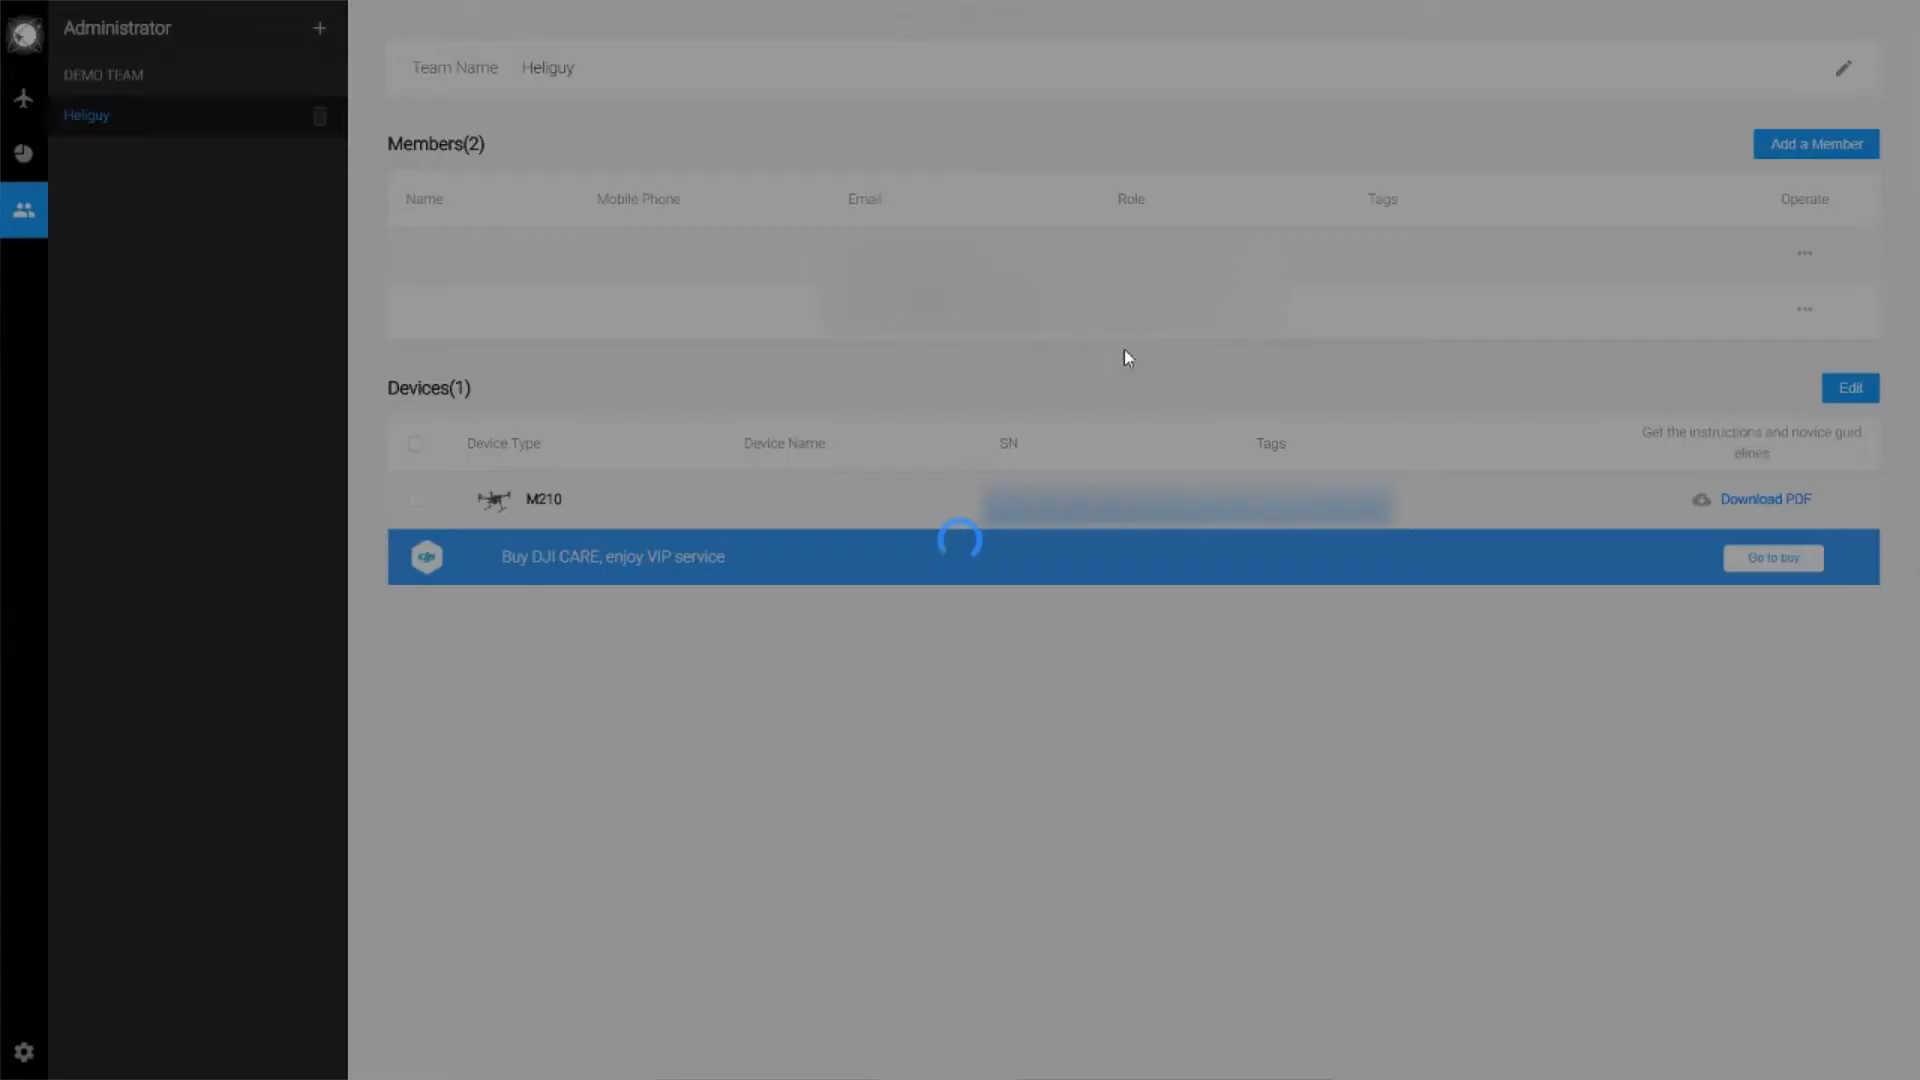 Administrator
+
DEMO TEAM
Heliguy
Team Name Heliguy
Members(2)
Add a Member
Name Mobile Phone Email Role Tags Operate
Devices(1)
Edit
Device Type Device Name SN Tags Get the instructions and novice guid
elines
M210 Download PDF
Buy DJI CARE, enjoy VIP service Go to buy